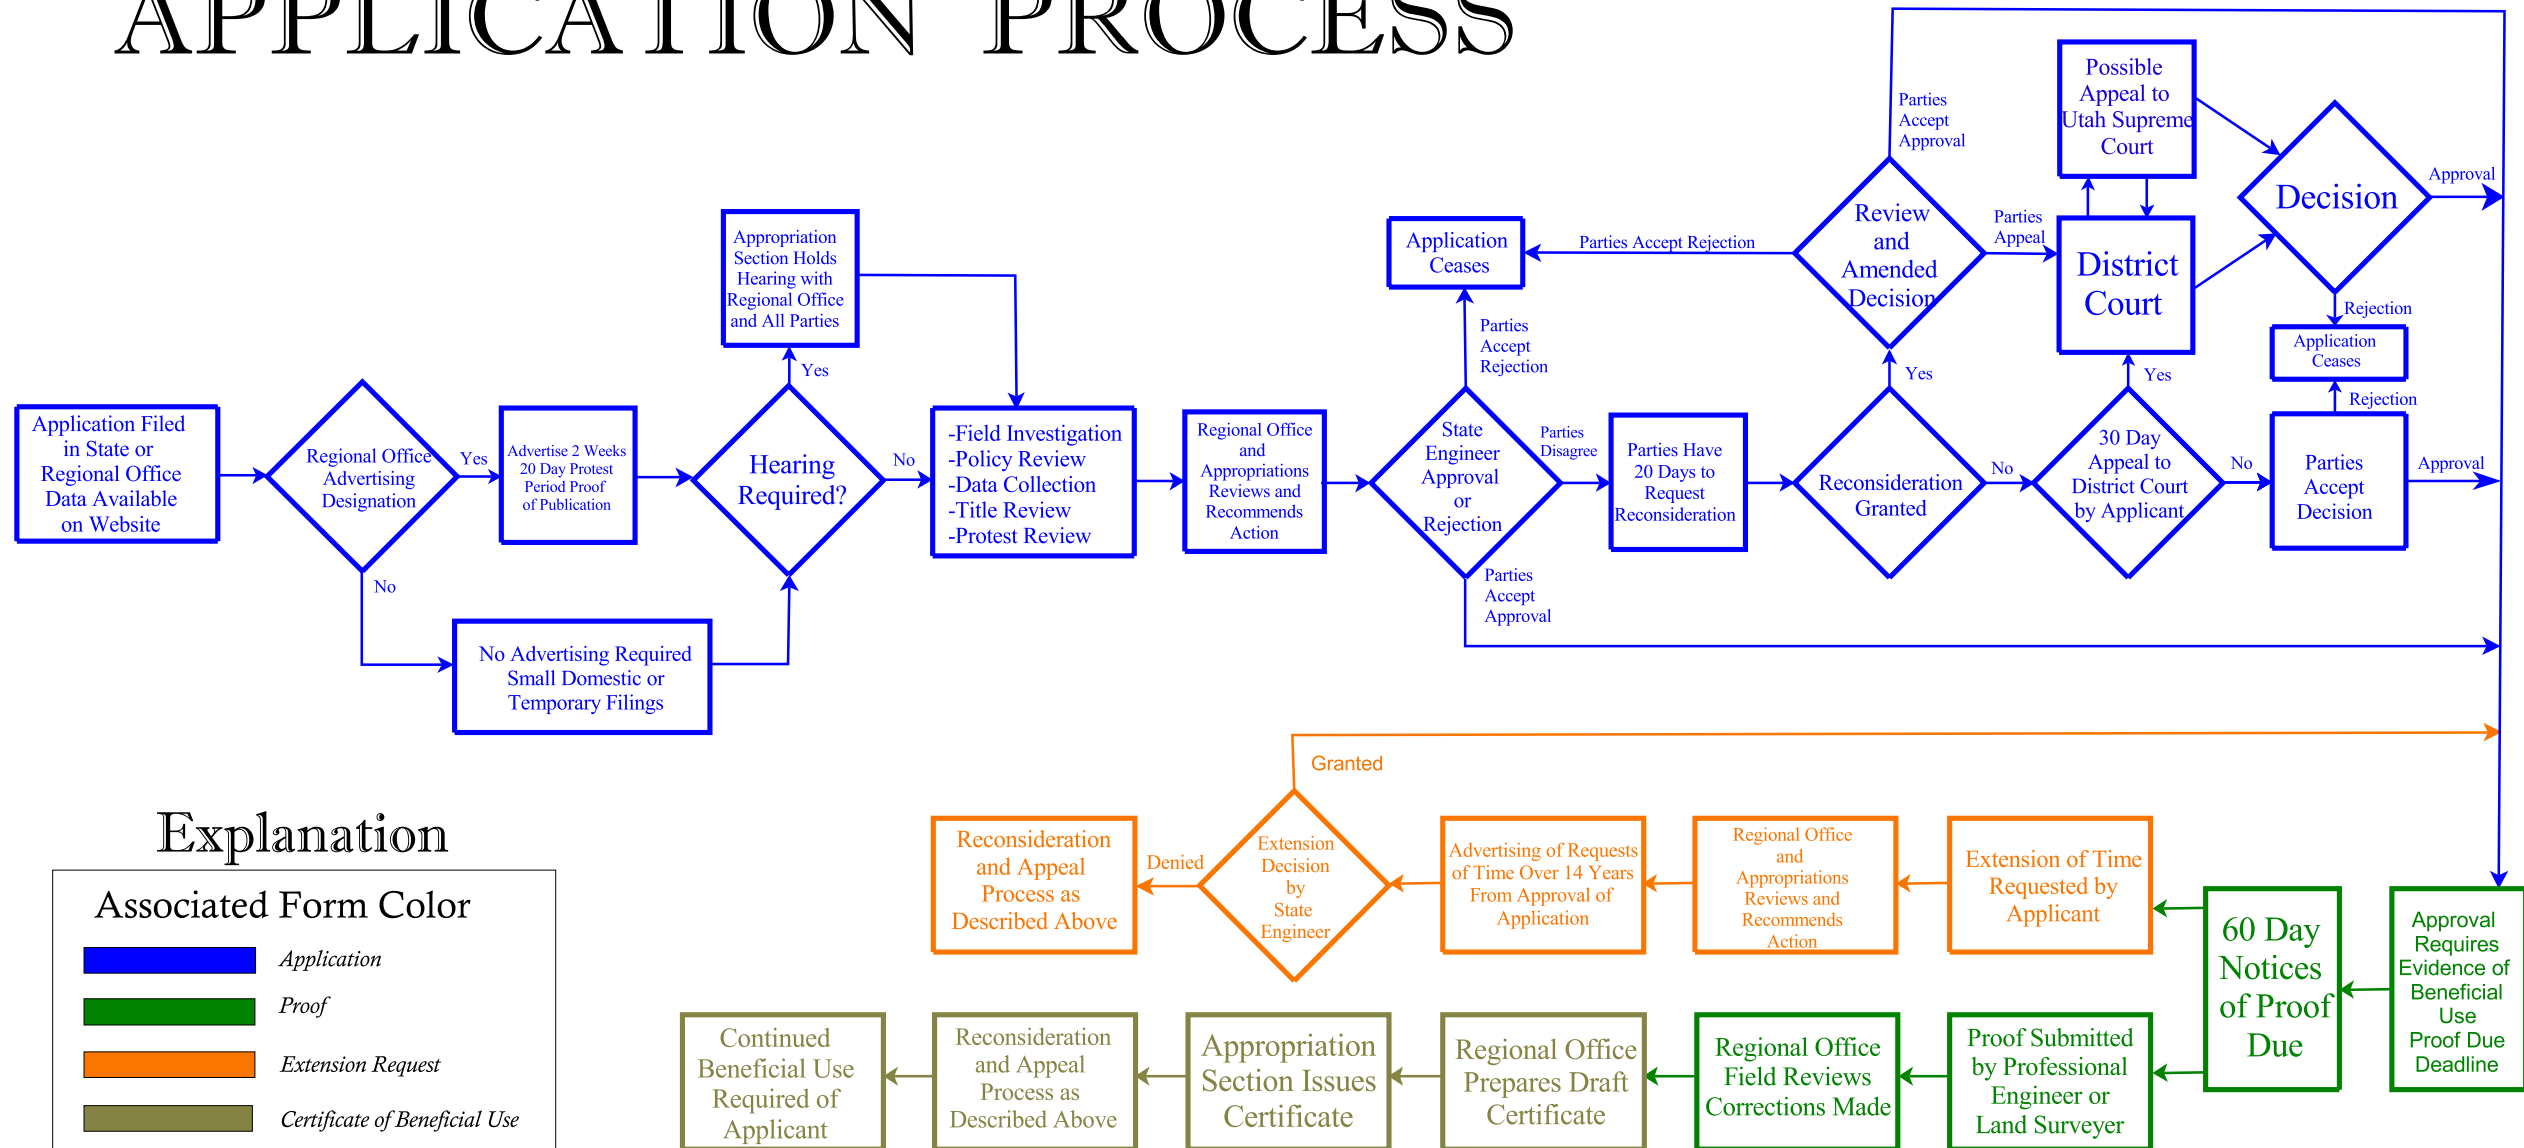 APPLICATION PROCESS
Application Filed
in State or
Regional Office
Data Available
on Website
Regional Office
Advertising
Designation
Yes
No
Advertise 2 Weeks
20 Day Protest
Period Proof
of Publication
No Advertising Required
Small Domestic or
Temporary Filings
Hearing
Required?
Yes
No
Appropriation
Section Holds
Hearing with
Regional Office
and All Parties
-Field Investigation
-Policy Review
-Data Collection
-Title Review
-Protest Review
Regional Office
and
Appropriations
Reviews and
Recommends
Action
State
Engineer
Approval
or
Rejection
Parties
Accept
Rejection
Application
Ceases
Parties
Disagree
Parties
Accept
Approval
Parties Have
20 Days to
Request
Reconsideration
Reconsideration
Granted
Yes
No
Review
and
Amended
Decision
Parties Accept Rejection
Parties
Accept
Approval
Parties
Appeal
30 Day
Appeal to
District Court
by Applicant
Yes
No
District
Court
Possible
Appeal to
Utah Supreme
Court
Decision
Approval
Rejection
Application
Ceases
Rejection
Parties
Accept
Decision
Approval
Granted
Reconsideration
and Appeal
Process as
Described Above
Denied
Extension
Decision
by
State
Engineer
Advertising of Requests
of Time Over 14 Years
From Approval of
Application
Regional Office
and
Appropriations
Reviews and
Recommends
Action
Extension of Time
Requested by
Applicant
60 Day
Notices
of Proof
Due
Approval
Requires
Evidence of
Beneficial
Use
Proof Due
Deadline
Continued
Beneficial Use
Required of
Applicant
Reconsideration
and Appeal
Process as
Described Above
Appropriation
Section Issues
Certificate
Regional Office
Prepares Draft
Certificate
Regional Office
Field Reviews
Corrections Made
Proof Submitted
by Professional
Engineer or
Land Surveyer
Explanation
Associated Form Color
Application
Proof
Extension Request
Certificate of Beneficial Use